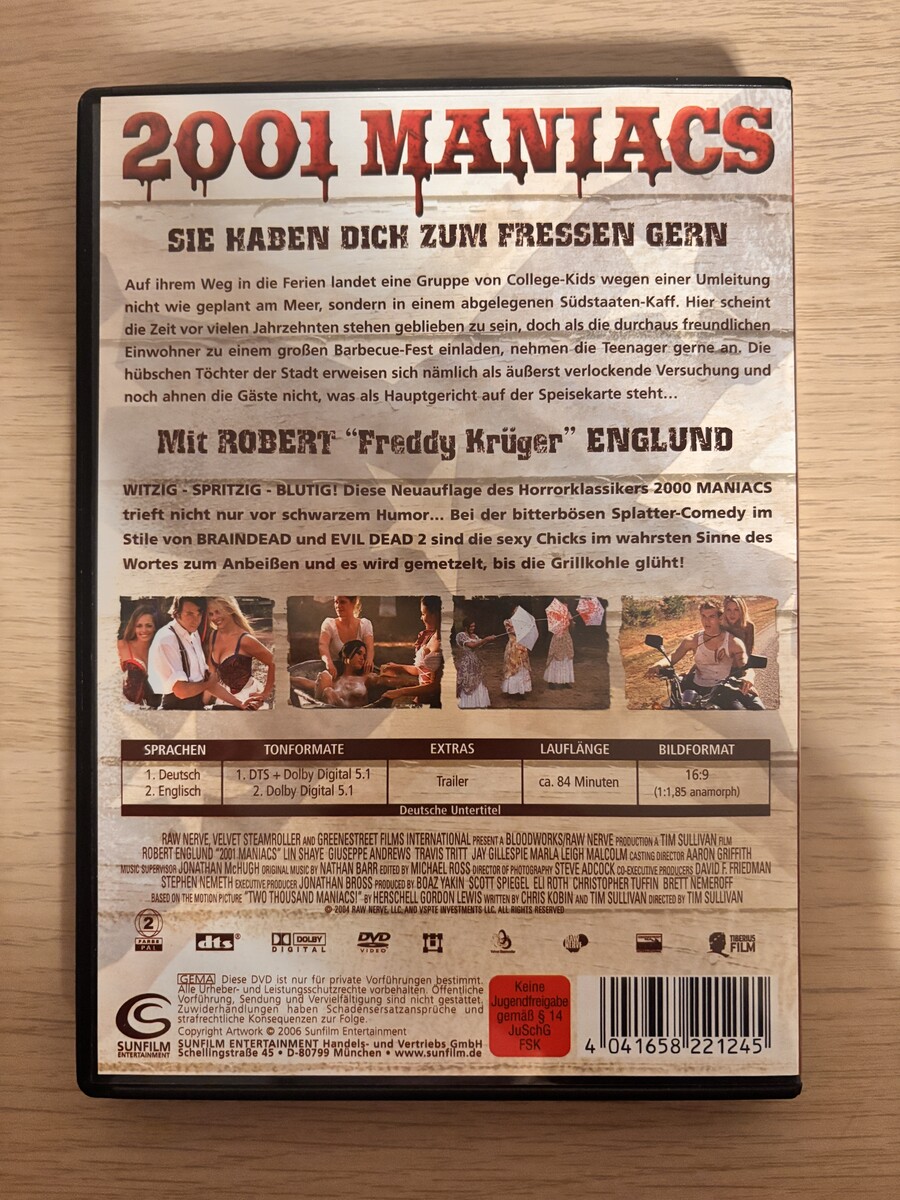 2001 MANIACS
SIE HABEN DICH ZUM FRESSEN GERN
Auf ihrem Weg in die Ferien landet eine Gruppe von College-Kids wegen einer Umleitung
nicht wie geplant am Meer, sondern in einem abgelegenen Südstaaten-Kaff. Hier scheint
die Zeit vor vielen Jahrzehnten stehen geblieben zu sein, doch als die durchaus freundlichen
Einwohner zu einem großen Barbecue-Fest einladen, nehmen die Teenager gerne an. Die
hübschen Töchter der Stadt erweisen sich nämlich als äußerst verlockende Versuchung und
noch ahnen die Gäste nicht, was als Hauptgericht auf der Speisekarte steht...
Mit ROBERT "Freddy Krüger" ENGLUND
WITZIG - SPRITZIG - BLUTIG! Diese Neuauflage des Horrorklassikers 2000 MANIACS
trieft nicht nur vor schwarzem Humor... Bei der bitterbösen Splatter-Comedy im
Stile von BRAINDEAD und EVIL DEAD 2 sind die sexy Chicks im wahrsten Sinne des
Wortes zum Anbeißen und es wird gemetzelt, bis die Grillkohle glüht!
SPRACHEN TONFORMATE EXTRAS LAUFLÄNGE BILDFORMAT
1. Deutsch 1. DTS + Dolby Digital 5.1 Trailer ca. 84 Minuten 16:9
2. Englisch 2. Dolby Digital 5.1 (1:1,85 anamorph)
Deutsche Untertitel
RAW NERVE, VELVET STEAMROLLER AND GREENESTREET FILMS INTERNATIONAL PRESENT A BLOODWORKS/RAW NERVE PRODUCTION A TIM SULLIVAN FILM
ROBERT ENGLUND "2001 MANIACS" LIN SHAYE GIUSEPPE ANDREWS TRAVIS TRITT JAY GILLESPIE MARLA LEIGH MALCOLM CASTING DIRECTOR AARON GRIFFITH
MUSIC SUPERVISOR JONATHAN McHUGH ORIGINAL MUSIC BY NATHAN BARR EDITED BY MICHAEL ROSS DIRECTOR OF PHOTOGRAPHY STEVE ADCOCK CO-EXECUTIVE PRODUCERS DAVID F. FRIEDMAN
STEPHEN NEMETH EXECUTIVE PRODUCER JONATHAN BROSS PRODUCED BY BOAZ YAKIN SCOTT SPIEGEL ELI ROTH CHRISTOPHER TUFFIN BRETT NEMEROFF
BASED ON THE MOTION PICTURE "TWO THOUSAND MANIACS!" BY HERSCHELL GORDON LEWIS WRITTEN BY CHRIS KOBIN AND TIM SULLIVAN DIRECTED BY TIM SULLIVAN
© 2004 RAW NERVE, LLC, AND VSPTE INVESTMENTS LLC. ALL RIGHTS RESERVED
2
FARBE
PAL
dts®
DOLBY
DIGITAL
DVD
VIDEO
TIBERIUS
FILM
GEMA Diese DVD ist nur für private Vorführungen bestimmt.
Alle Urheber- und Leistungsschutzrechte vorbehalten. Öffentliche
Vorführung, Sendung und Vervielfältigung sind nicht gestattet.
Zuwiderhandlungen haben Schadensersatzansprüche und
strafrechtliche Konsequenzen zur Folge.
Copyright Artwork © 2006 Sunfilm Entertainment
SUNFILM ENTERTAINMENT Handels- und Vertriebs GmbH
Schellingstraße 45 • D-80799 München • www.sunfilm.de
SUNFILM
ENTERTAINMENT
Keine
Jugendfreigabe
gemäß § 14
JuSchG
FSK
4 041658 221245